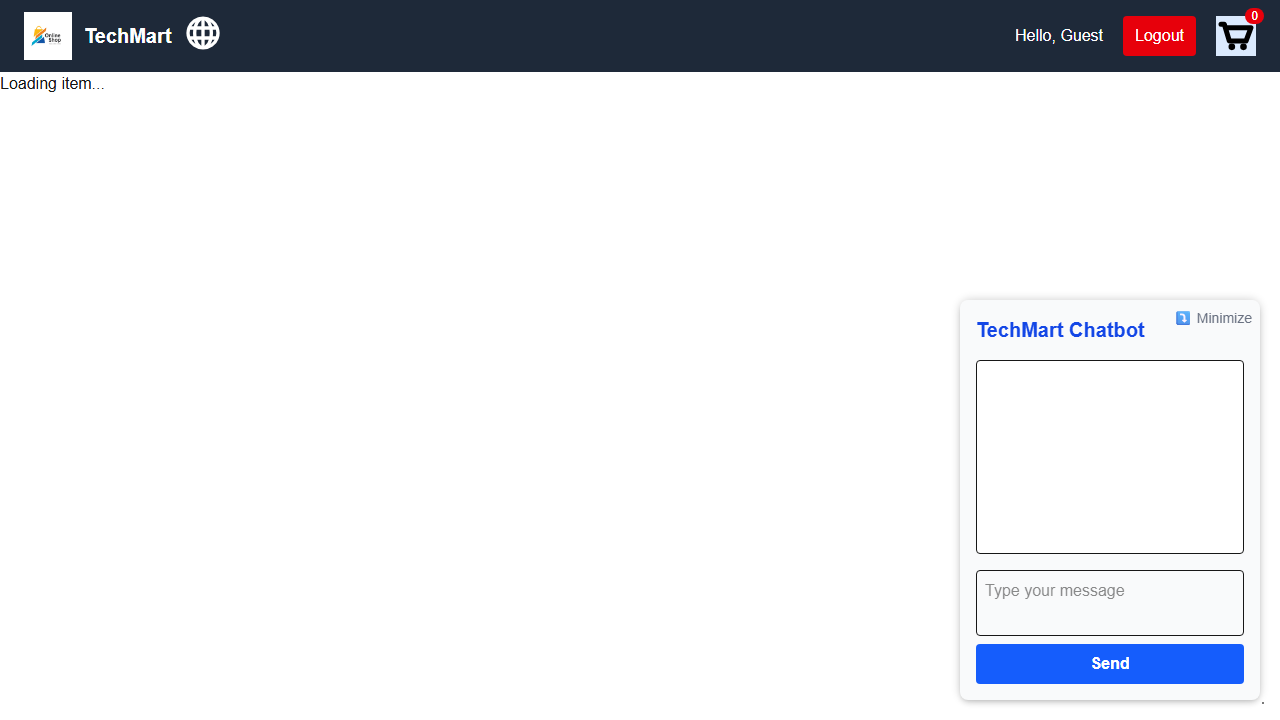 Online
Shop
TechMart
Hello, Guest
Logout
0
Loading item...
Minimize
TechMart Chatbot
Type your message
Send
.